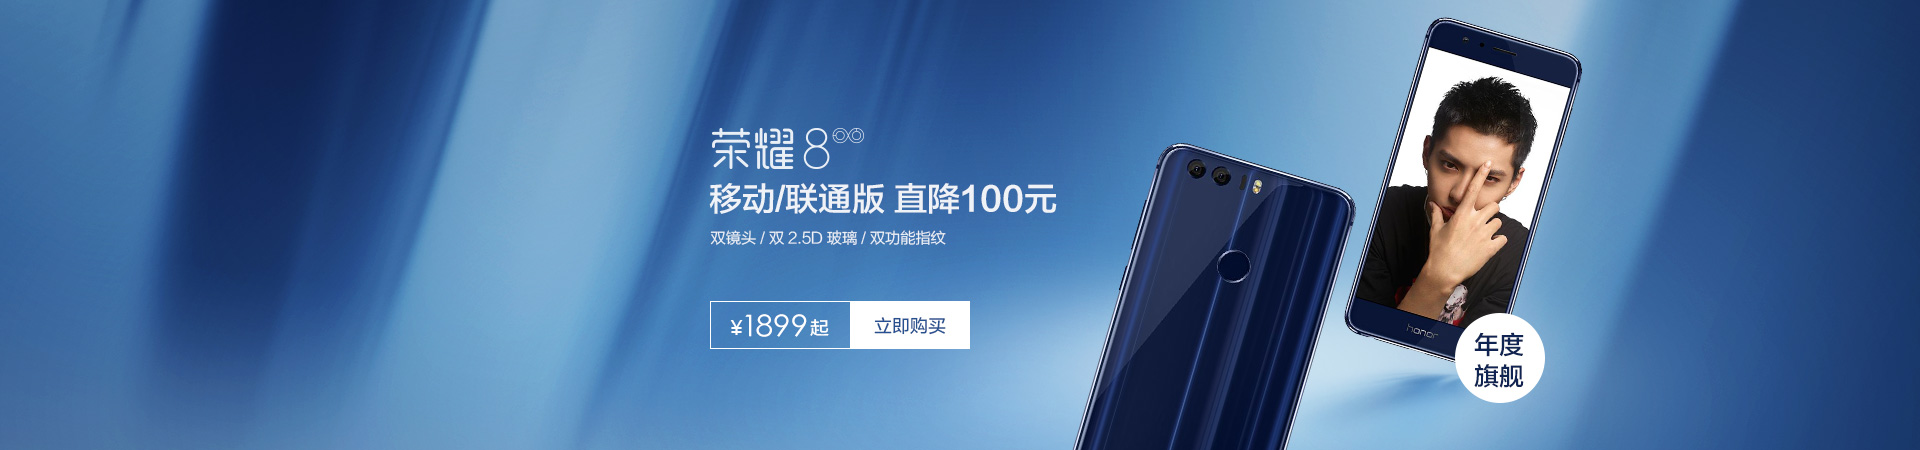 荣耀8
移动/联通版 直降100元
双镜头 / 双 2.5D 玻璃 / 双功能指纹
¥1899起
立即购买
honor
年度
旗舰